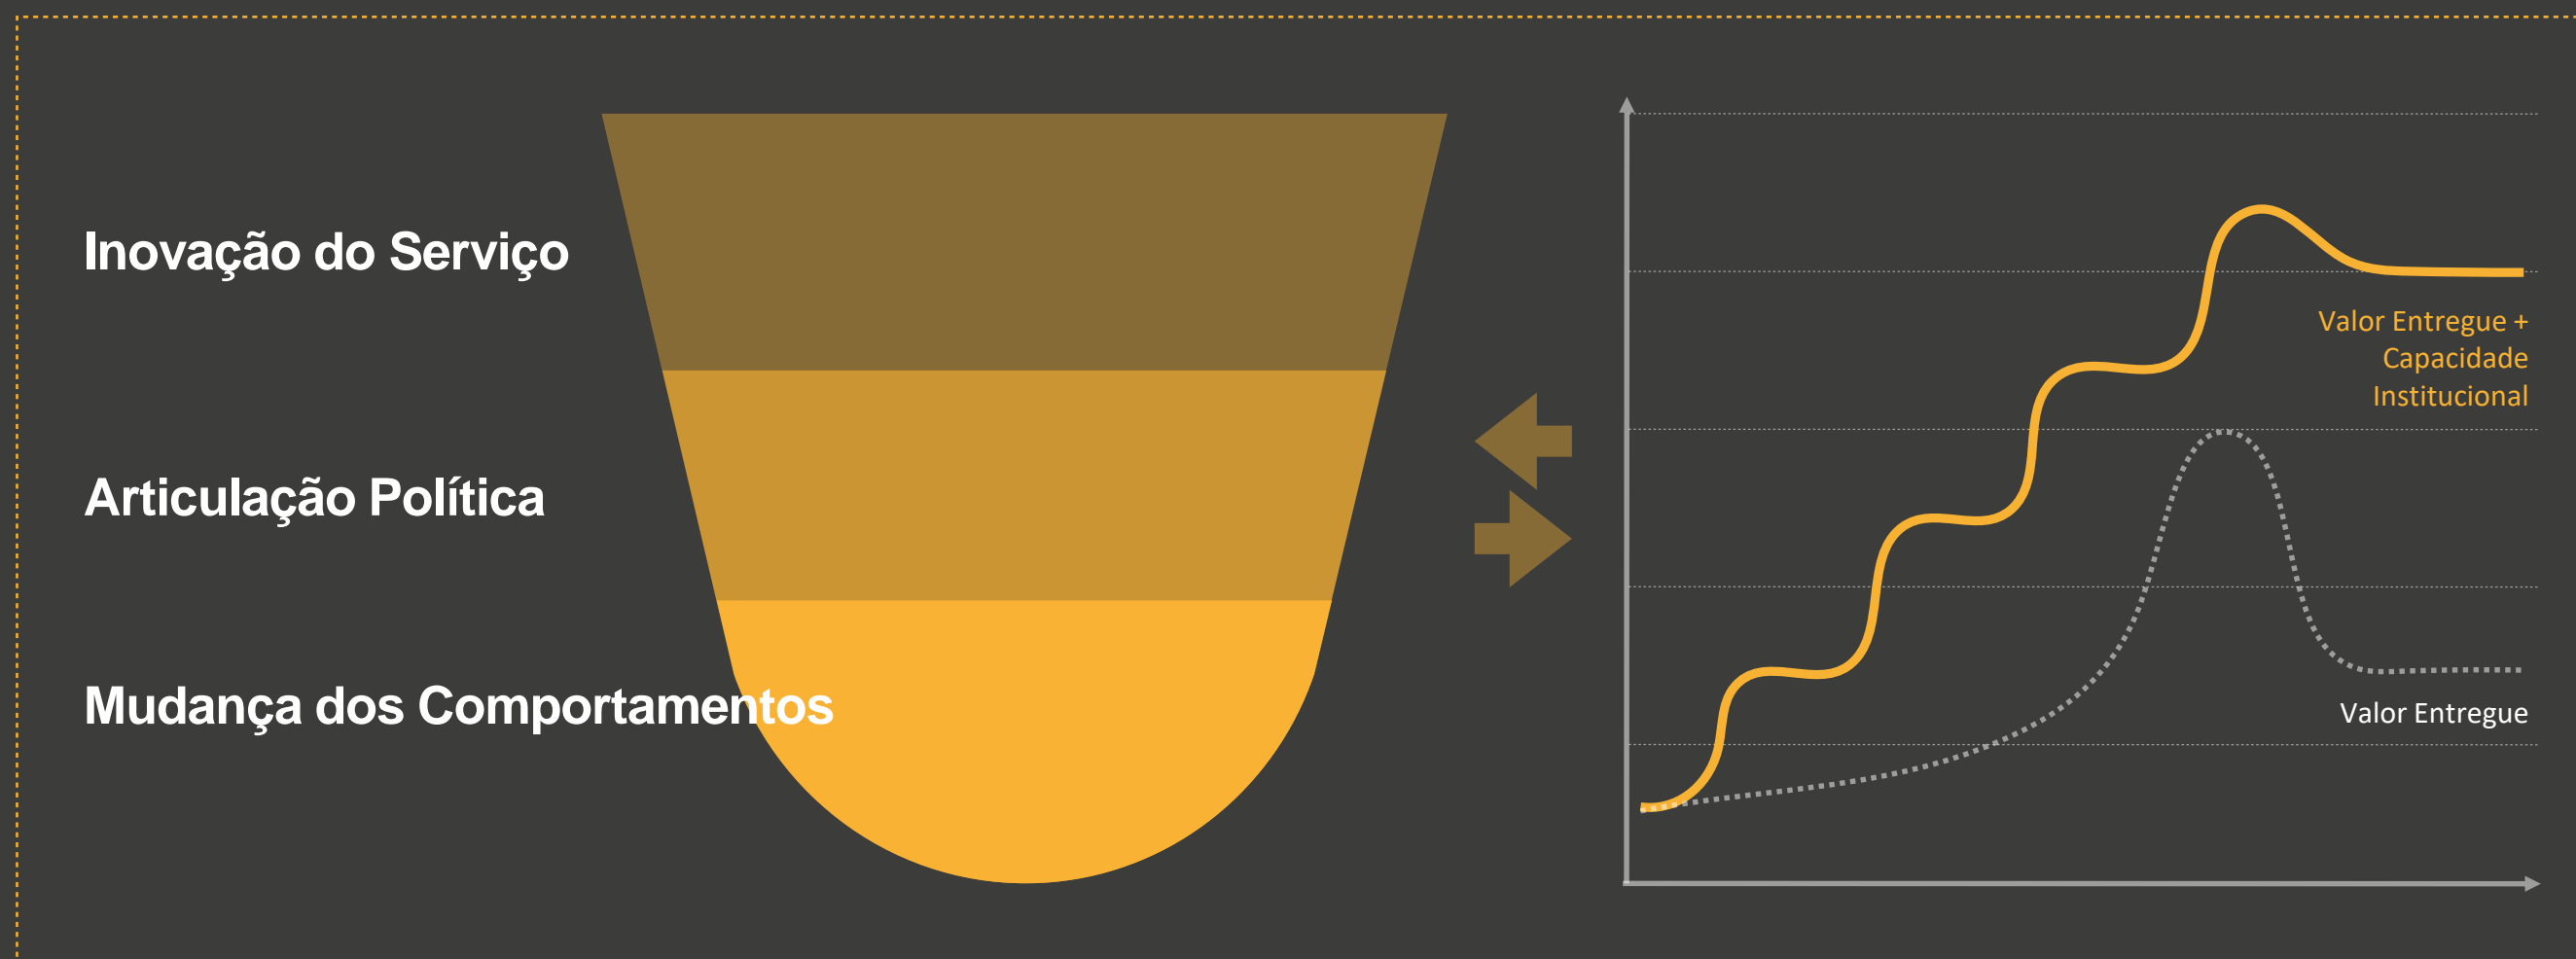 Inovação do Serviço
Articulação Política
Mudança dos Comportamentos
Valor Entregue +
Capacidade
Institucional
Valor Entregue